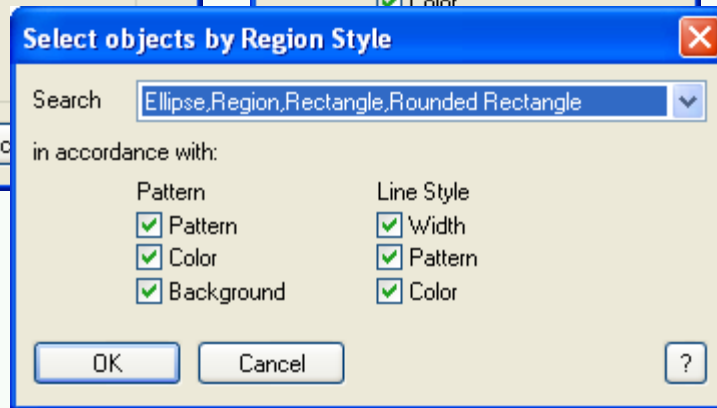 Color
Select objects by Region Style
Search Ellipse,Region,Rectangle,Rounded Rectangle
in accordance with:
Pattern Line Style
Pattern Width
Color Pattern
Background Color
OK Cancel ?